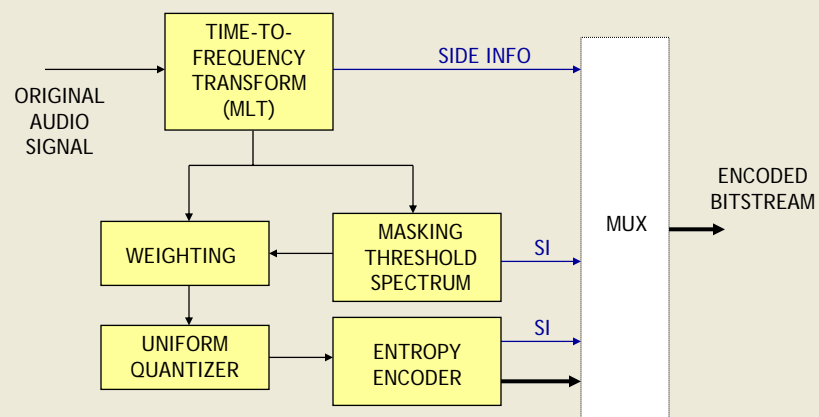 TIME-TO-
FREQUENCY
TRANSFORM
(MLT)
SIDE INFO
ORIGINAL
AUDIO
SIGNAL
ENCODED
BITSTREAM
MUX
WEIGHTING
MASKING
THRESHOLD
SPECTRUM
SI
UNIFORM
QUANTIZER
ENTROPY
ENCODER
SI